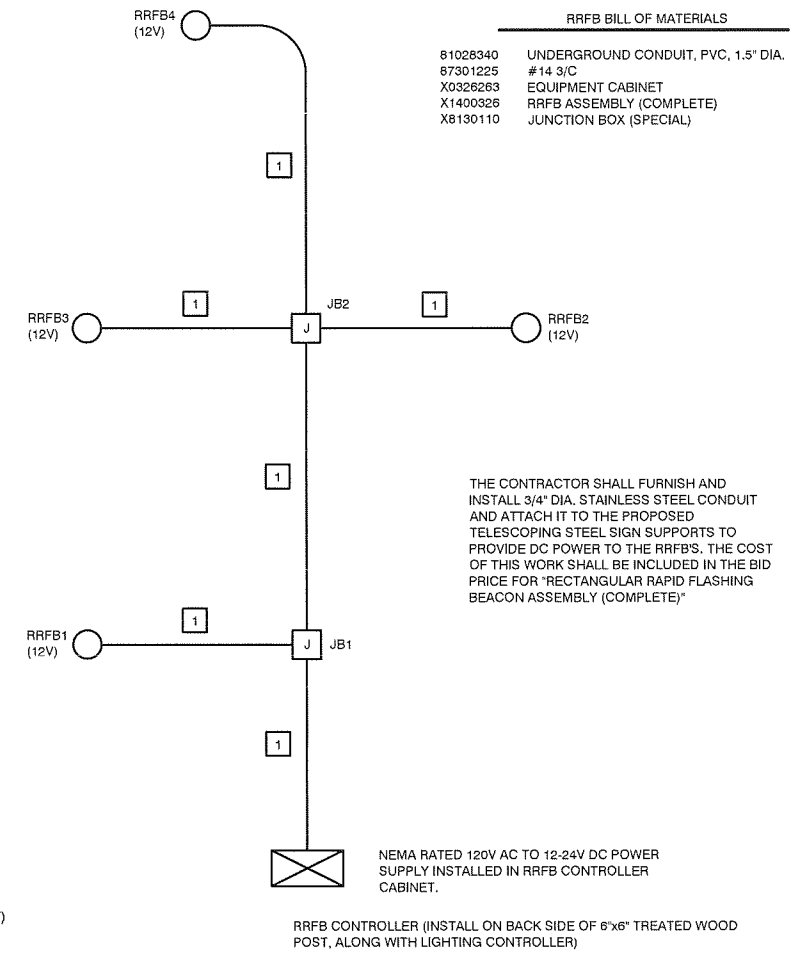 RRFB4
(12V)
RRFB BILL OF MATERIALS
81028340 UNDERGROUND CONDUIT, PVC, 1.5" DIA.
87301225 #14 3/C
X0326263 EQUIPMENT CABINET
X1400326 RRFB ASSEMBLY (COMPLETE)
X8130110 JUNCTION BOX (SPECIAL)
1
1
1
JB2
RRFB3
(12V)
J
RRFB2
(12V)
1
THE CONTRACTOR SHALL FURNISH AND
INSTALL 3/4" DIA. STAINLESS STEEL CONDUIT
AND ATTACH IT TO THE PROPOSED
TELESCOPING STEEL SIGN SUPPORTS TO
PROVIDE DC POWER TO THE RRFB'S. THE COST
OF THIS WORK SHALL BE INCLUDED IN THE BID
PRICE FOR "RECTANGULAR RAPID FLASHING
BEACON ASSEMBLY (COMPLETE)"
1
RRFB1
(12V)
J
JB1
1
NEMA RATED 120V AC TO 12-24V DC POWER
SUPPLY INSTALLED IN RRFB CONTROLLER
CABINET.
)
RRFB CONTROLLER (INSTALL ON BACK SIDE OF 6"x6" TREATED WOOD
POST, ALONG WITH LIGHTING CONTROLLER)